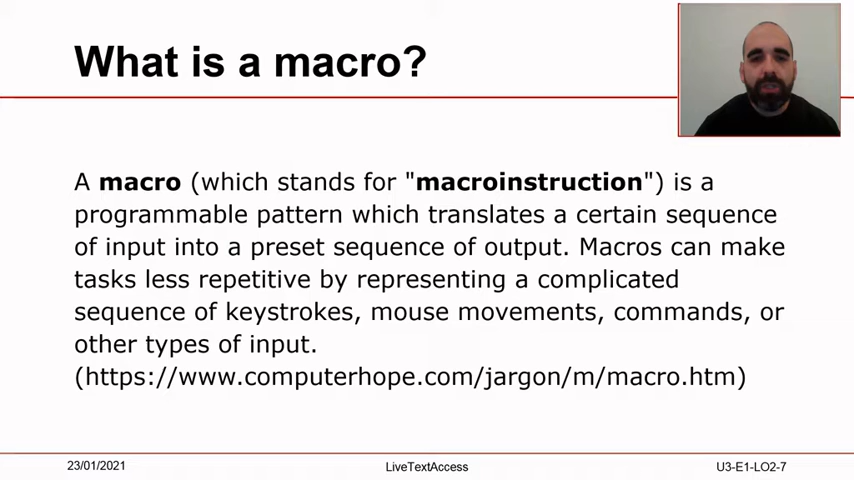 What is a macro?
A macro (which stands for "macroinstruction") is a
programmable pattern which translates a certain sequence
of input into a preset sequence of output. Macros can make
tasks less repetitive by representing a complicated
sequence of keystrokes, mouse movements, commands, or
other types of input.
(https://www.computerhope.com/jargon/m/macro.htm)
23/01/2021
LiveTextAccess
U3-E1-LO2-7